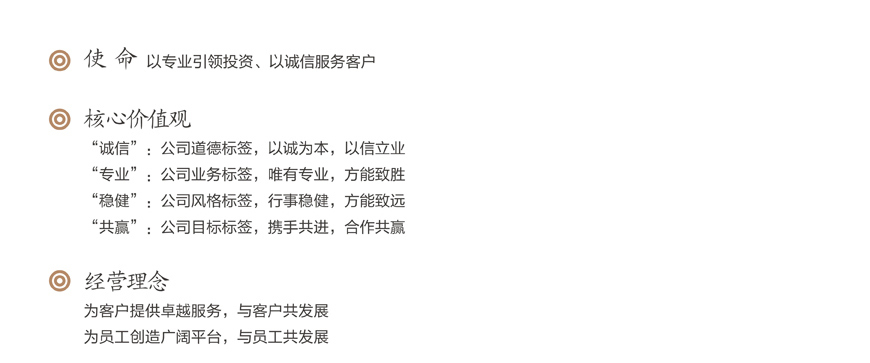 使 命 以专业引领投资、以诚信服务客户
核心价值观
“诚信”：公司道德标签，以诚为本，以信立业
“专业”：公司业务标签，唯有专业，方能致胜
“稳健”：公司风格标签，行事稳健，方能致远
“共赢”：公司目标标签，携手共进，合作共赢
经营理念
为客户提供卓越服务，与客户共发展
为员工创造广阔平台，与员工共发展